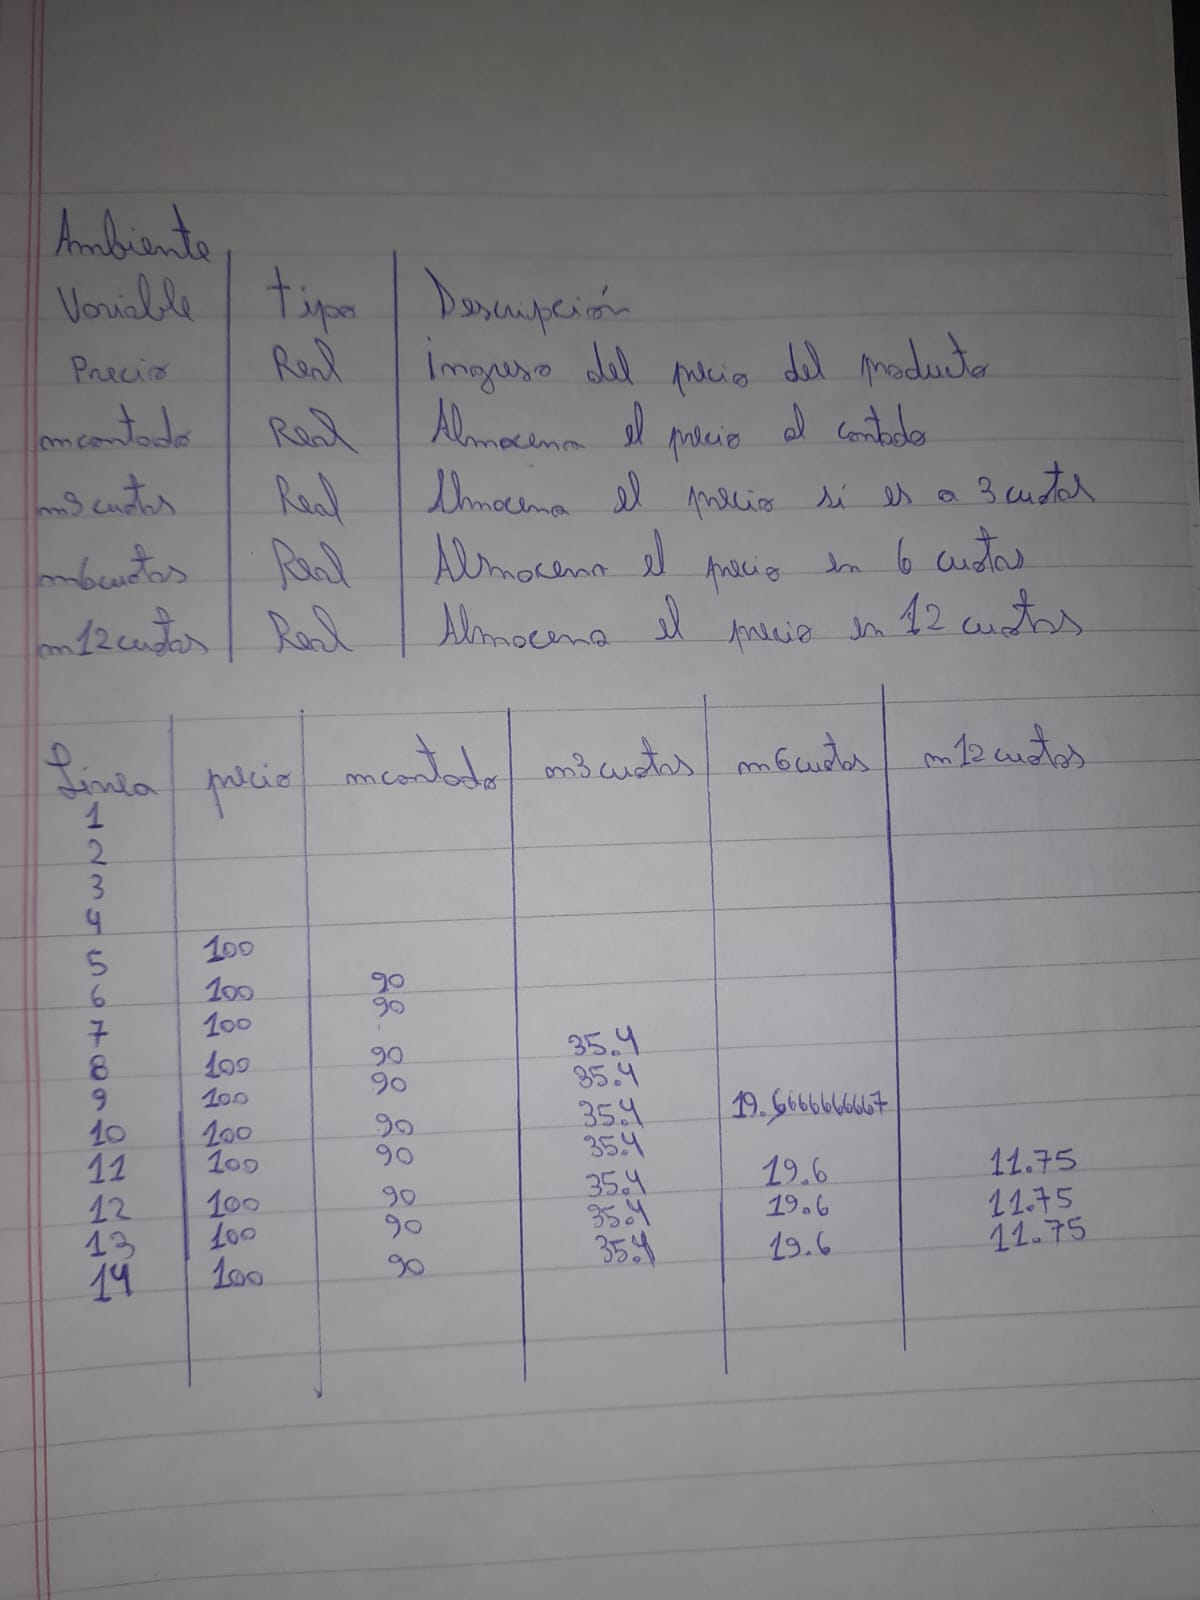 Ambiente
Variable tipo Descripción
Precio Real ingreso del precio del producto
mcontado Real Almacena el precio al contado
m3cuotas Real Almacena el precio si es a 3 cuotas
m6cuotas Real Almacena el precio en 6 cuotas
m12cuotas Real Almacena el precio en 12 cuotas
Linea precio mcontado m3cuotas m6cuotas m12cuotas
1
2
3
4
5 100
6 100 90
7 100 90
8 100 90 35.4
9 100 90 35.4
10 100 90 35.4 19.6666666667
11 100 90 35.4 19.6 11.75
12 100 90 35.4 19.6 11.75
13 100 90 35.4 19.6 11.75
14 100 90 35.4